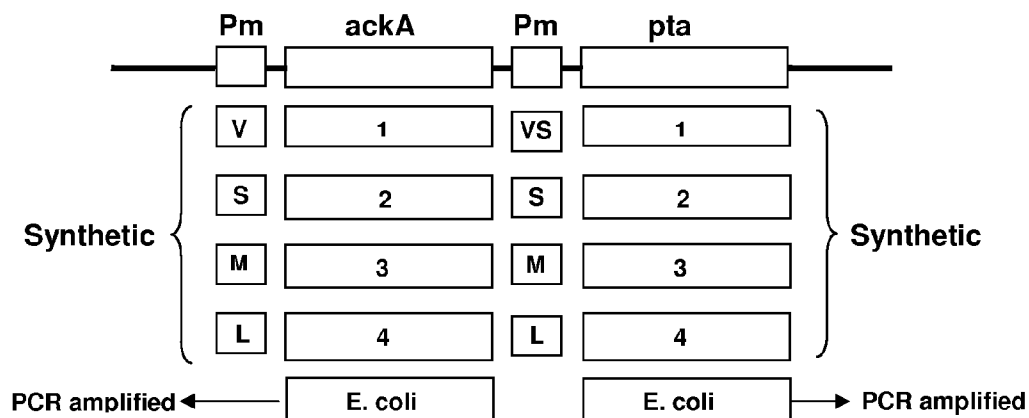 Pm ackA Pm pta
V 1 VS 1
S 2 S 2
Synthetic Synthetic
M 3 M 3
L 4 L 4
PCR amplified E. coli E. coli PCR amplified